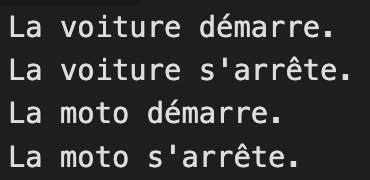 La voiture démarre.
La voiture s'arrête.
La moto démarre.
La moto s'arrête.